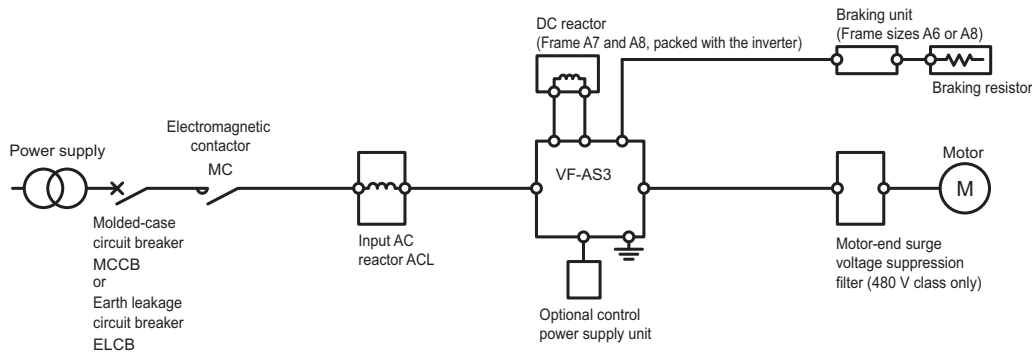 DC reactor
(Frame A7 and A8, packed with the inverter)
Braking unit
(Frame sizes A6 or A8)
Braking resistor
Power supply
Electromagnetic
contactor
MC
VF-AS3
Motor
M
Molded-case
circuit breaker
MCCB
or
Earth leakage
circuit breaker
ELCB
Input AC
reactor ACL
Optional control
power supply unit
Motor-end surge
voltage suppression
filter (480 V class only)